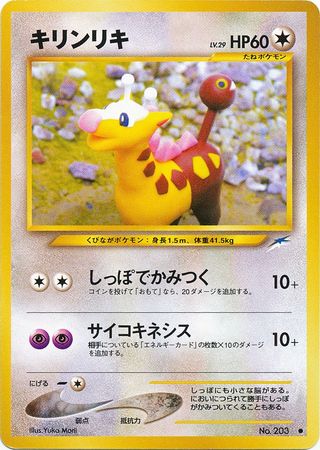 キリンリキ LV.29 HP60
たねポケモン
くびながポケモン：身長1.5m、体重41.5kg
しっぽでかみつく 10+
コインを投げて「おもて」なら、20ダメージを追加する。
サイコキネシス 10+
相手についている「エネルギーカード」の枚数×10のダメージを追加する。
にげる
弱点 抵抗力
しっぽにも小さな脳がある。
においにつられて勝手にしっぽ
がかみついてくることもある。
Illus.Yuka Morii No. 203